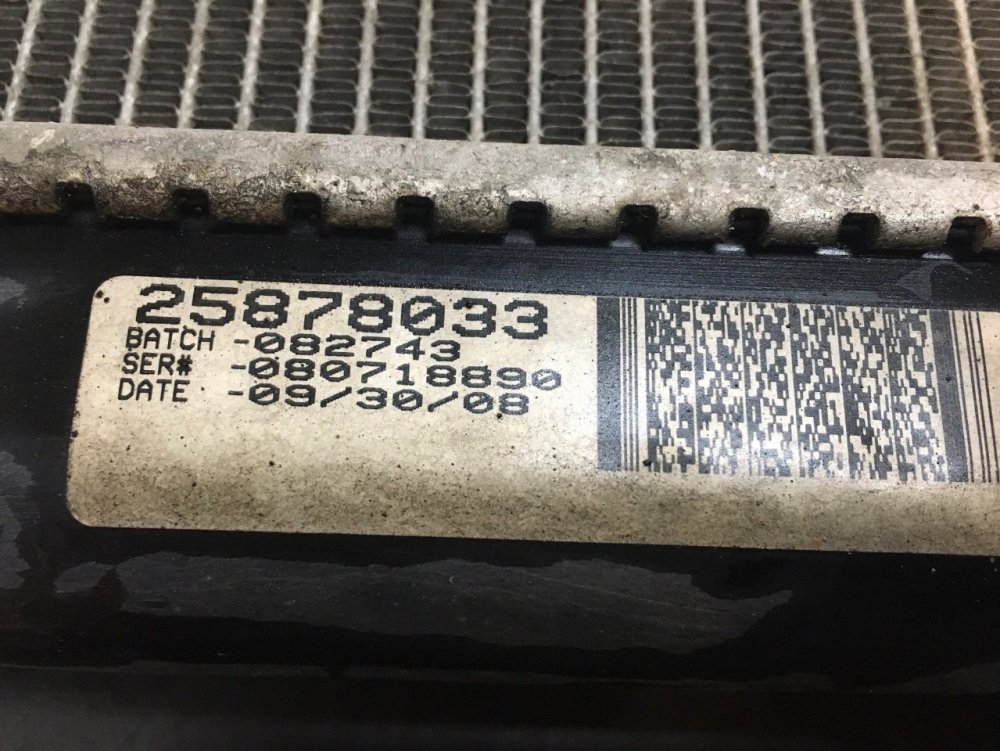 25878033
BATCH -082743
SER# -080718890
DATE -09/30/08